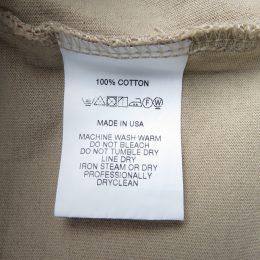 100% COTTON
MADE IN USA
MACHINE WASH WARM
DO NOT BLEACH
DO NOT TUMBLE DRY
LINE DRY
IRON STEAM OR DRY
PROFESSIONALLY
DRYCLEAN